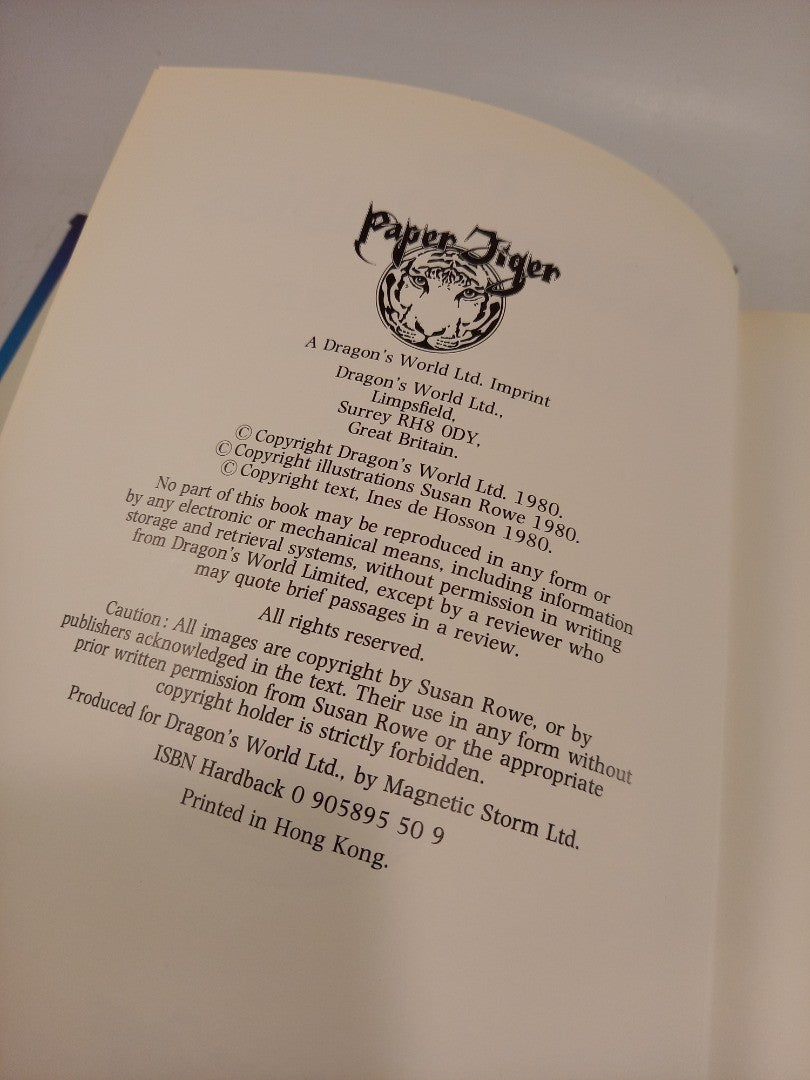 Paper Tiger
A Dragon's World Ltd. Imprint
Dragon's World Ltd.,
Limpsfield,
Surrey RH8 0DY,
Great Britain.
© Copyright Dragon's World Ltd. 1980.
© Copyright illustrations Susan Rowe 1980.
© Copyright text, Ines de Hosson 1980.
No part of this book may be reproduced in any form or
by any electronic or mechanical means, including information
storage and retrieval systems, without permission in writing
from Dragon's World Limited, except by a reviewer who
may quote brief passages in a review.
All rights reserved.
Caution: All images are copyright by Susan Rowe, or by
publishers acknowledged in the text. Their use in any form without
prior written permission from Susan Rowe or the appropriate
copyright holder is strictly forbidden.
Produced for Dragon's World Ltd., by Magnetic Storm Ltd.
ISBN Hardback 0 905895 50 9
Printed in Hong Kong.